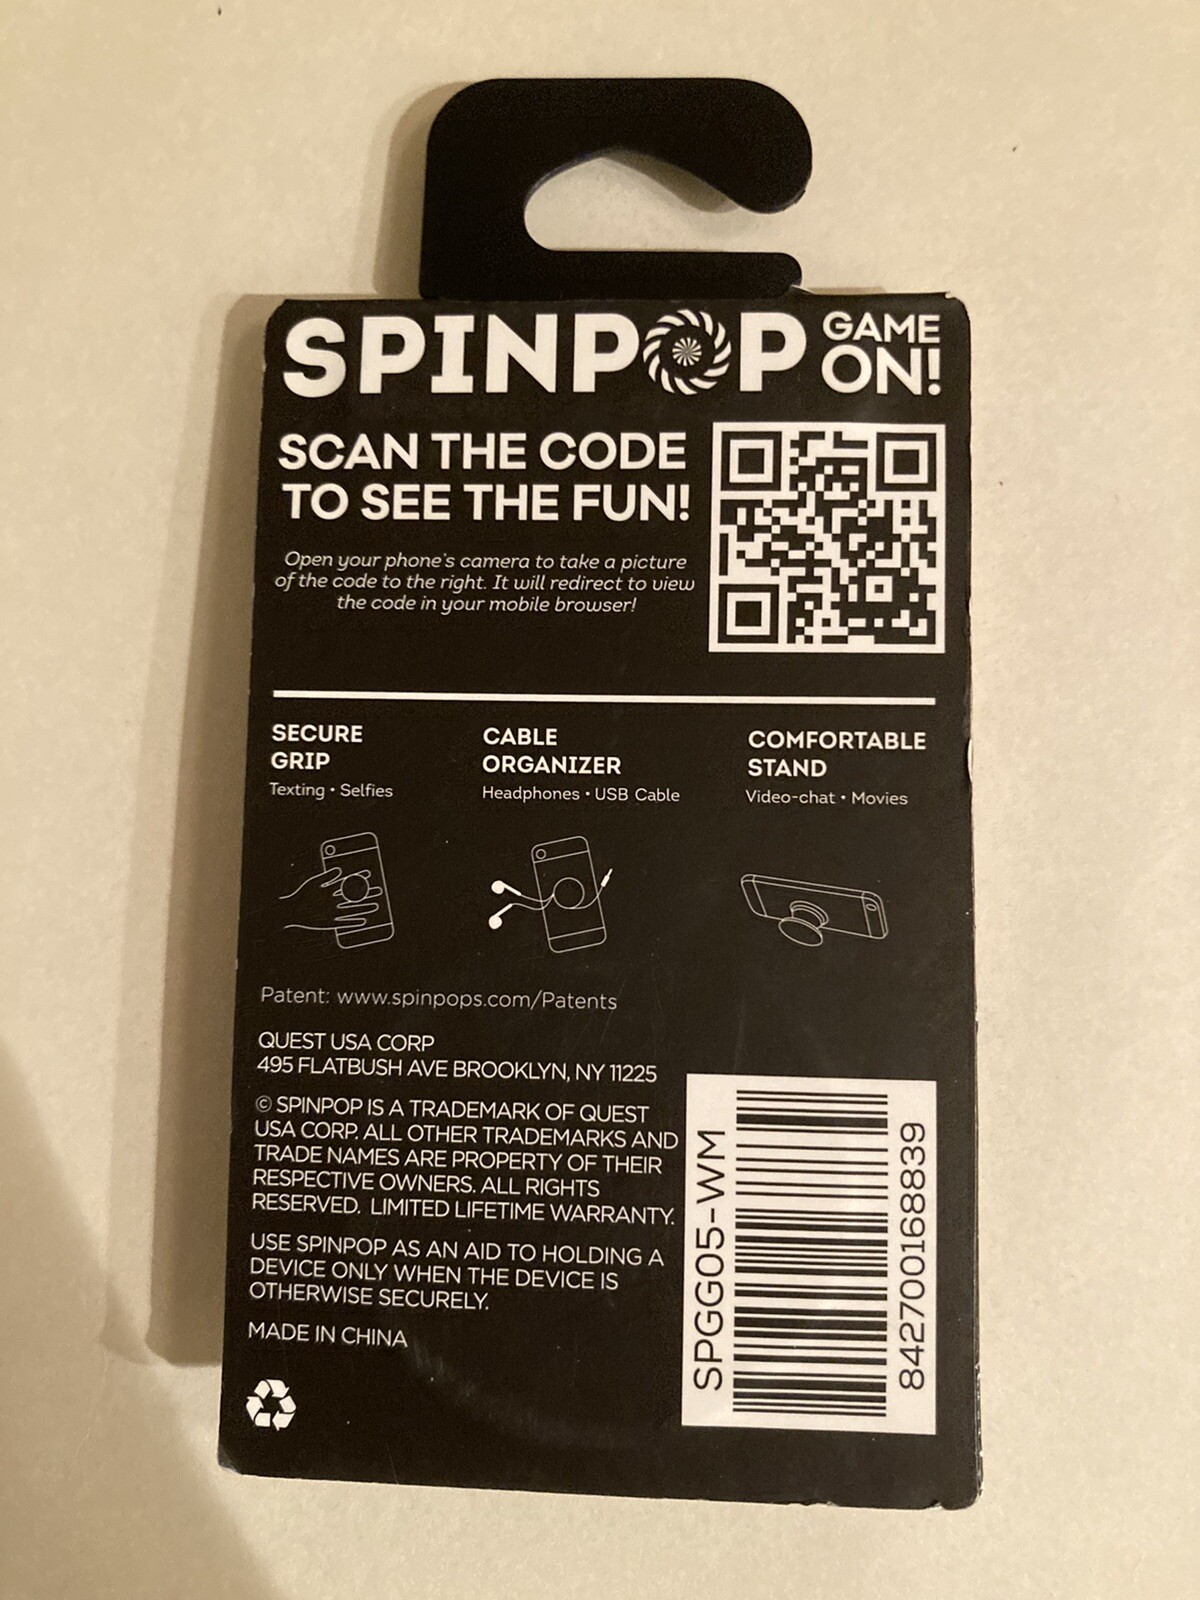 SPINPOP GAME ON!
SCAN THE CODE
TO SEE THE FUN!
Open your phone's camera to take a picture
of the code to the right. It will redirect to view
the code in your mobile browser!
SECURE
GRIP
Texting • Selfies
CABLE
ORGANIZER
Headphones • USB Cable
COMFORTABLE
STAND
Video-chat • Movies
Patent: www.spinpops.com/Patents
QUEST USA CORP
495 FLATBUSH AVE BROOKLYN, NY 11225
© SPINPOP IS A TRADEMARK OF QUEST
USA CORP. ALL OTHER TRADEMARKS AND
TRADE NAMES ARE PROPERTY OF THEIR
RESPECTIVE OWNERS. ALL RIGHTS
RESERVED. LIMITED LIFETIME WARRANTY.
USE SPINPOP AS AN AID TO HOLDING A
DEVICE ONLY WHEN THE DEVICE IS
OTHERWISE SECURELY.
MADE IN CHINA
SPGG05-WM
842700168839